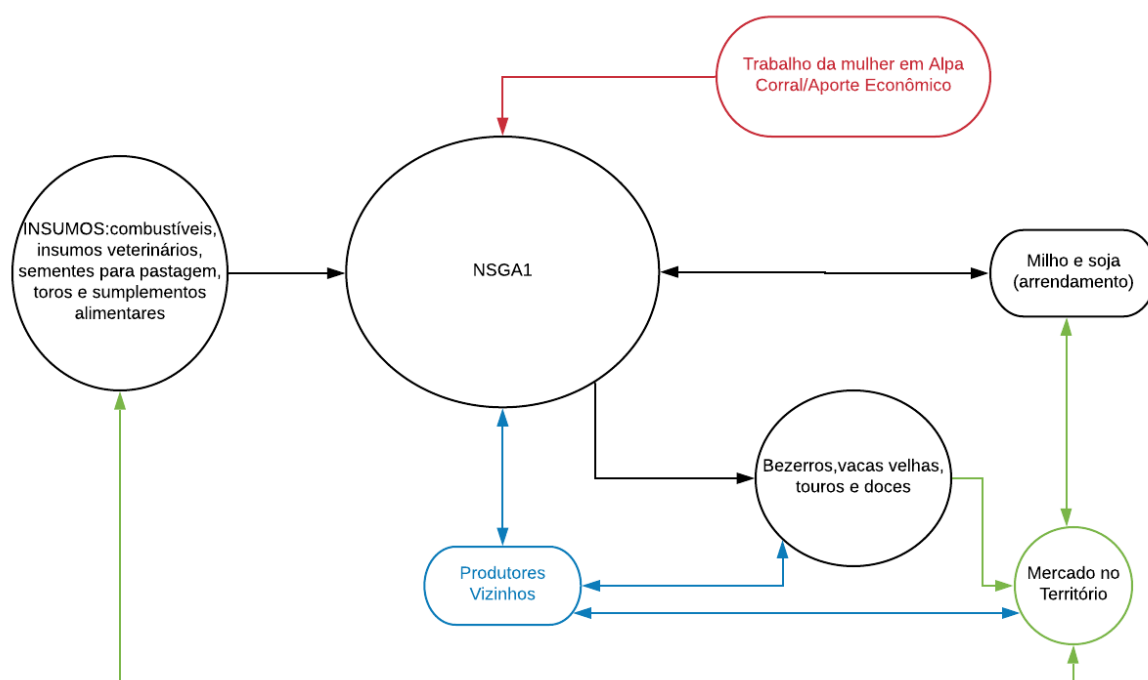 Trabalho da mulher em Alpa
Corral/Aporte Econômico
INSUMOS:combustíveis,
insumos veterinários,
sementes para pastagem,
toros e sumplementos
alimentares
NSGA1
Milho e soja
(arrendamento)
Bezerros,vacas velhas,
touros e doces
Produtores
Vizinhos
Mercado no
Território